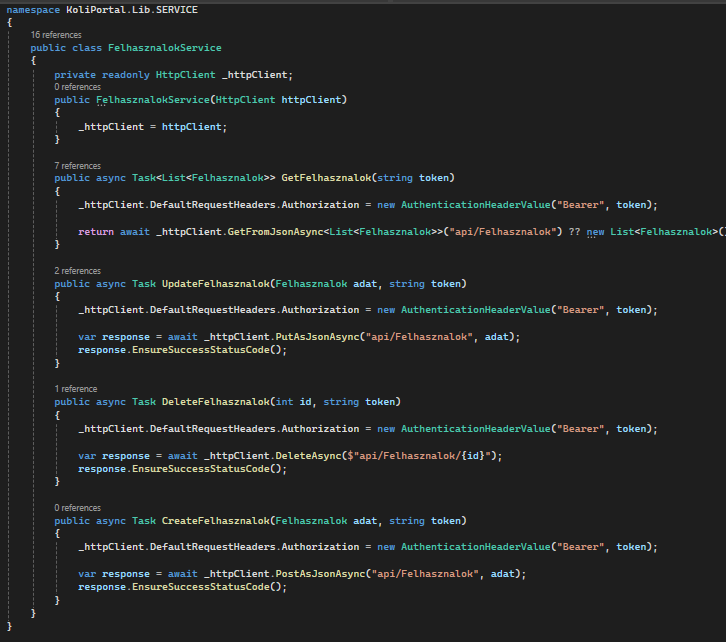 namespace KoliPortal.Lib.SERVICE
{
16 references
public class FelhasznalokService
{
private readonly HttpClient _httpClient;
0 references
public FelhasznalokService(HttpClient httpClient)
{
_httpClient = httpClient;
}
7 references
public async Task<List<Felhasznalok>> GetFelhasznalok(string token)
{
_httpClient.DefaultRequestHeaders.Authorization = new AuthenticationHeaderValue("Bearer", token);
return await _httpClient.GetFromJsonAsync<List<Felhasznalok>>("api/Felhasznalok") ?? new List<Felhasznalok>(
}
2 references
public async Task UpdateFelhasznalok(Felhasznalok adat, string token)
{
_httpClient.DefaultRequestHeaders.Authorization = new AuthenticationHeaderValue("Bearer", token);
var response = await _httpClient.PutAsJsonAsync("api/Felhasznalok", adat);
response.EnsureSuccessStatusCode();
}
1 reference
public async Task DeleteFelhasznalok(int id, string token)
{
_httpClient.DefaultRequestHeaders.Authorization = new AuthenticationHeaderValue("Bearer", token);
var response = await _httpClient.DeleteAsync($"api/Felhasznalok/{id}");
response.EnsureSuccessStatusCode();
}
0 references
public async Task CreateFelhasznalok(Felhasznalok adat, string token)
{
_httpClient.DefaultRequestHeaders.Authorization = new AuthenticationHeaderValue("Bearer", token);
var response = await _httpClient.PostAsJsonAsync("api/Felhasznalok", adat);
response.EnsureSuccessStatusCode();
}
}
}